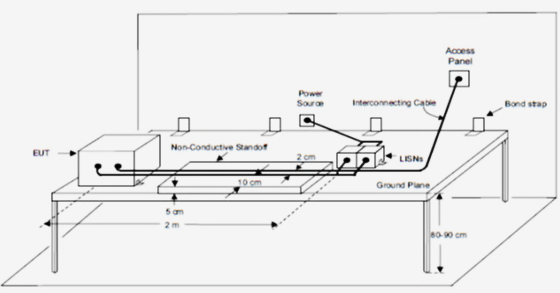 Access
Panel
Power
Source
Interconnecting Cable
Bond strap
EUT
Non-Conductive Standoff
2 cm
LISNs
10 cm
Ground Plane
5 cm
2 m
80-90 cm